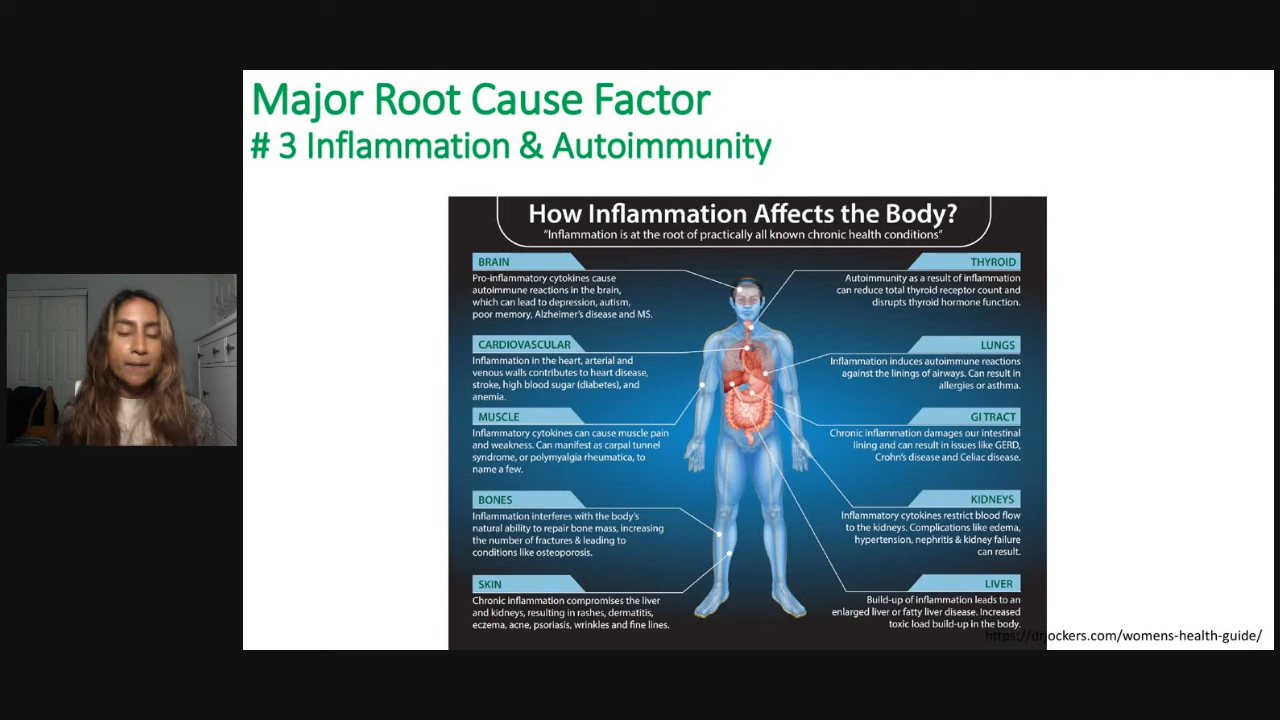 Major Root Cause Factor
# 3 Inflammation & Autoimmunity
How Inflammation Affects the Body?
"Inflammation is at the root of practically all known chronic health conditions"
BRAIN
Pro-inflammatory cytokines cause
autoimmune reactions in the brain,
which can lead to depression, autism,
poor memory, Alzheimer's disease and MS.
CARDIOVASCULAR
Inflammation in the heart, arterial and
venous walls contributes to heart disease,
stroke, high blood sugar (diabetes), and
anemia.
MUSCLE
Inflammatory cytokines can cause muscle pain
and weakness. Can manifest as carpal tunnel
syndrome, or polymyalgia rheumatica, to
name a few.
BONES
Inflammation interferes with the body's
natural ability to repair bone mass, increasing
the number of fractures & leading to
conditions like osteoporosis.
SKIN
Chronic inflammation compromises the liver
and kidneys, resulting in rashes, dermatitis,
eczema, acne, psoriasis, wrinkles and fine lines.
THYROID
Autoimmunity as a result of inflammation
can reduce total thyroid receptor count and
disrupts thyroid hormone function.
LUNGS
Inflammation induces autoimmune reactions
against the linings of airways. Can result in
allergies or asthma.
GI TRACT
Chronic inflammation damages our intestinal
lining and can result in issues like GERD,
Crohn's disease and Celiac disease.
KIDNEYS
Inflammatory cytokines restrict blood flow
to the kidneys. Complications like edema,
hypertension, nephritis & kidney failure
can result.
LIVER
Build-up of inflammation leads to an
enlarged liver or fatty liver disease. Increased
toxic load build-up in the body.
https://drjockers.com/womens-health-guide/